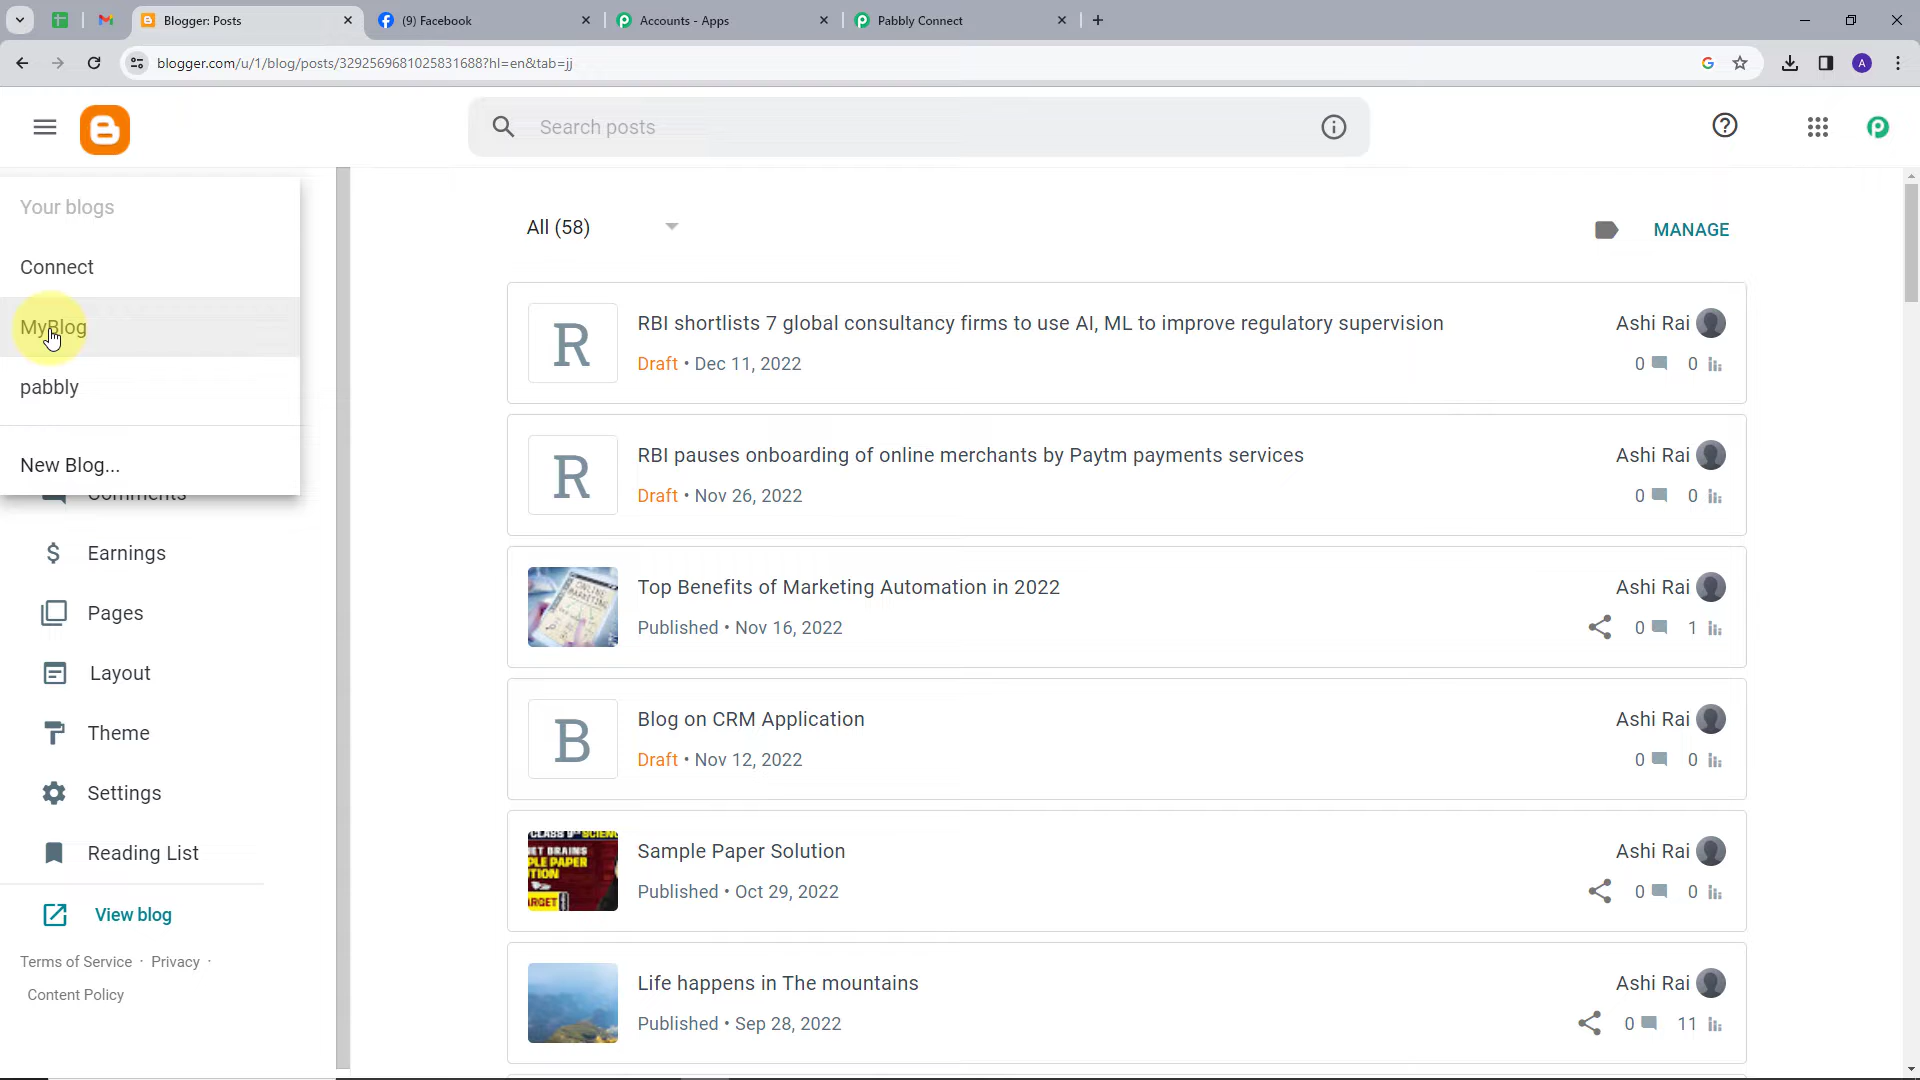 Blogger: Posts
(9) Facebook
Accounts - Apps
Pabbly Connect
blogger.com/u/1/blog/posts/3292569681025831688?hl=en&tab=jj
A
Search posts
Your blogs
Connect
MyBlog
pabbly
New Blog...
Comments
Earnings
Pages
Layout
Theme
Settings
Reading List
View blog
Terms of Service · Privacy ·
Content Policy
All (58)
MANAGE
R
RBI shortlists 7 global consultancy firms to use AI, ML to improve regulatory supervision
Ashi Rai
Draft • Dec 11, 2022
0 0
R
RBI pauses onboarding of online merchants by Paytm payments services
Ashi Rai
Draft • Nov 26, 2022
0 0
ONLINE
MARKETING
Top Benefits of Marketing Automation in 2022
Ashi Rai
Published • Nov 16, 2022
0 1
B
Blog on CRM Application
Ashi Rai
Draft • Nov 12, 2022
0 0
Sample Paper Solution
Ashi Rai
Published • Oct 29, 2022
0 0
Life happens in The mountains
Ashi Rai
Published • Sep 28, 2022
0 11